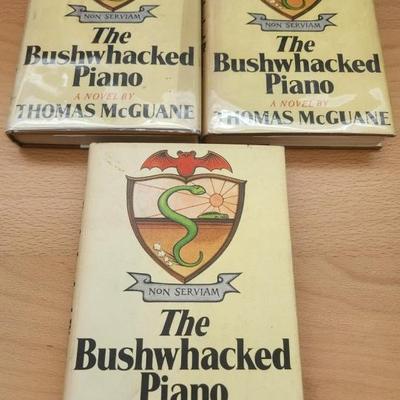 NON SERVIAM
The
Bushwhacked
Piano
A NOVEL BY
THOMAS McGUANE
NON SERVIAM
The
Bushwhacked
Piano
A NOVEL BY
THOMAS McGUANE
NON SERVIAM
The
Bushwhacked
Piano